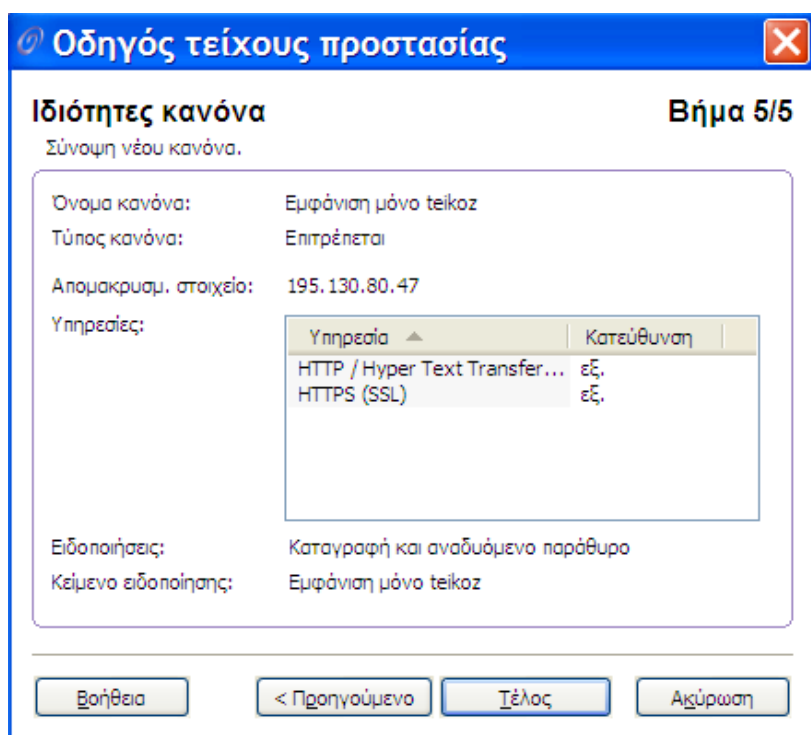 Οδηγός τείχους προστασίας
Ιδιότητες κανόνα Βήμα 5/5
Σύνοψη νέου κανόνα.
Όνομα κανόνα: Εμφάνιση μόνο teikoz
Τύπος κανόνα: Επιτρέπεται
Απομακρυσμ. στοιχείο: 195.130.80.47
Υπηρεσίες:
Υπηρεσία Κατεύθυνση
HTTP / Hyper Text Transfer... εξ.
HTTPS (SSL) εξ.
Ειδοποιήσεις: Καταγραφή και αναδυόμενο παράθυρο
Κείμενο ειδοποίησης: Εμφάνιση μόνο teikoz
Βοήθεια < Προηγούμενο Τέλος Ακύρωση